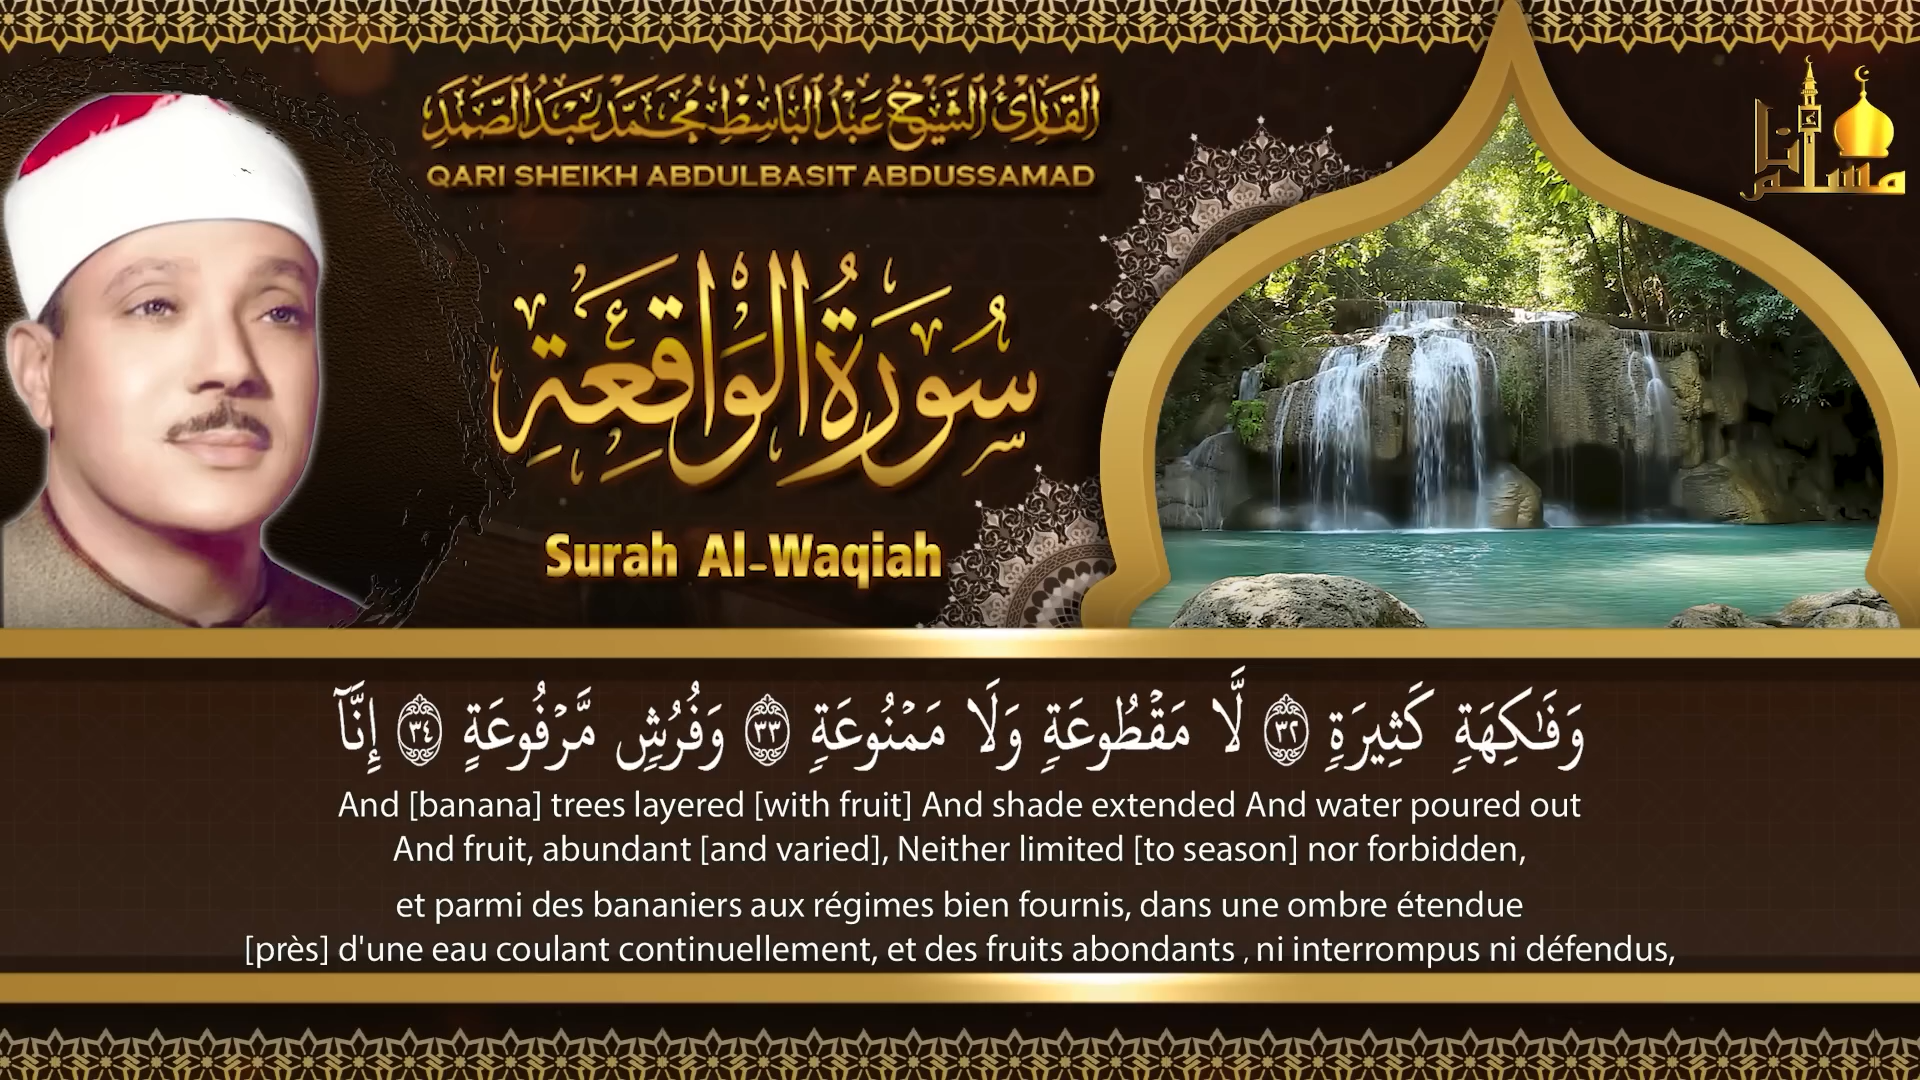 القارئ الشيخ عبد الباسط محمد عبد الصمد
QARI SHEIKH ABDULBASIT ABDUSSAMAD
أنا مسلم
سُورَةُ الوَاقِعَةِ
Surah Al-Waqiah
وَفَـٰكِهَةٍ كَثِيرَةٍ ٣٢ لَّا مَقْطُوعَةٍ وَلَا مَمْنُوعَةٍ ٣٣ وَفُرُشٍ مَّرْفُوعَةٍ ٣٤ إِنَّآ
And [banana] trees layered [with fruit] And shade extended And water poured out
And fruit, abundant [and varied], Neither limited [to season] nor forbidden,
et parmi des bananiers aux régimes bien fournis, dans une ombre étendue
[près] d'une eau coulant continuellement, et des fruits abondants , ni interrompus ni défendus,